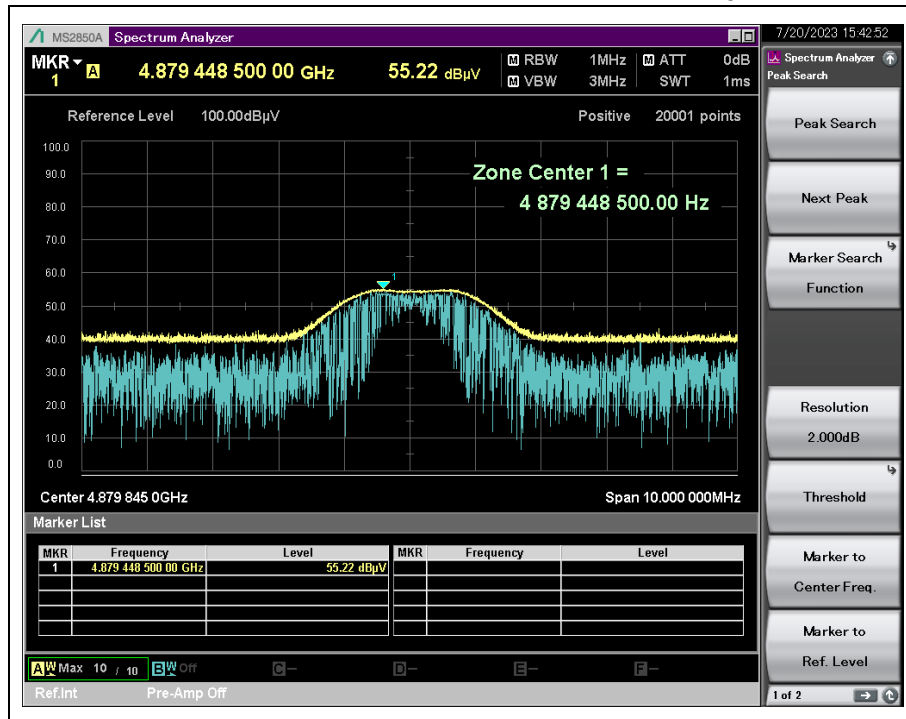 MS2850A Spectrum Analyzer
7/20/2023 15:42:52
MKR 1 A 4.879 448 500 00 GHz 55.22 dBµV
M RBW 1MHz M ATT 0dB
M VBW 3MHz SWT 1ms
Reference Level 100.00dBµV Positive 20001 points
100.0
90.0
80.0
70.0
60.0
50.0
40.0
30.0
20.0
10.0
0.0
Zone Center 1 =
4 879 448 500.00 Hz
1
Center 4.879 845 0GHz Span 10.000 000MHz
Marker List
MKR Frequency Level MKR Frequency Level
1 4.879 448 500 00 GHz 55.22 dBµV
A W Max 10 / 10 B W Off C – D – E – F –
Ref.Int Pre-Amp Off
Spectrum Analyzer
Peak Search
Peak Search
Next Peak
Marker Search
Function
Resolution
2.000dB
Threshold
Marker to
Center Freq.
Marker to
Ref. Level
1 of 2